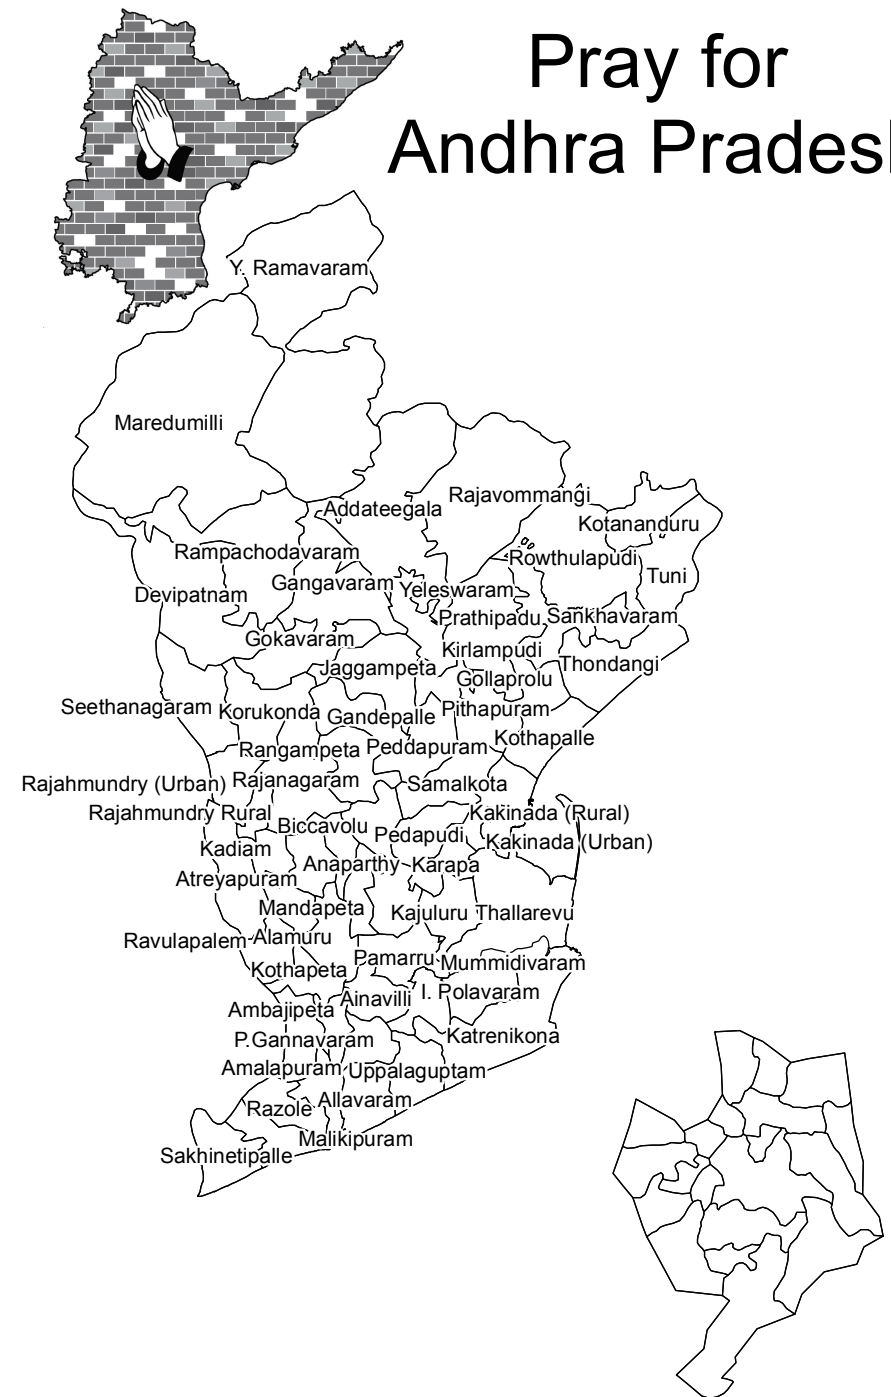 Pray for
Andhra Pradesh
Y. Ramavaram
Maredumilli
Rajavommangi
Addateegala
Kotananduru
Rampachodavaram
Rowthulapudi
Tuni
Gangavaram
Yeleswaram
Devipatnam
Prathipadu
Sankhavaram
Gokavaram
Kirlampudi
Thondangi
Jaggampeta
Gollaprolu
Seethanagaram
Korukonda
Gandepalle
Pithapuram
Kothapalle
Rangampeta
Peddapuram
Rajahmundry (Urban)
Rajanagaram
Samalkota
Rajahmundry Rural
Kakinada (Rural)
Biccavolu
Pedapudi
Kakinada (Urban)
Kadiam
Anaparthy
Karapa
Atreyapuram
Mandapeta
Kajuluru
Thallarevu
Ravulapalem
Alamuru
Pamarru
Mummidivaram
Kothapeta
Ainavilli
I. Polavaram
Ambajipeta
P.Gannavaram
Katrenikona
Amalapuram
Uppalaguptam
Razole
Allavaram
Malikipuram
Sakhinetipalle